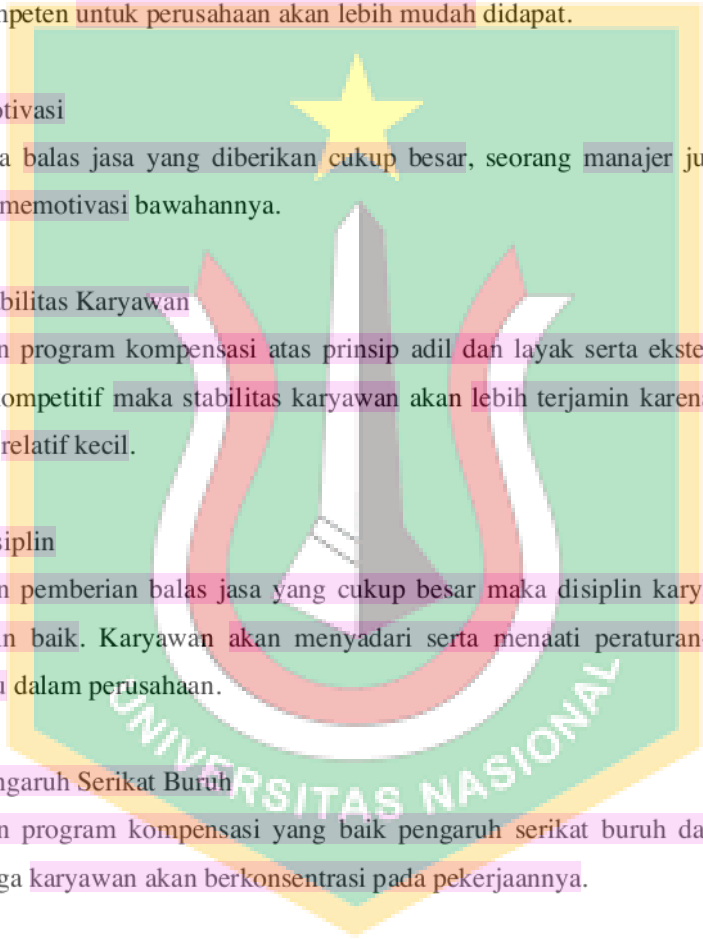 npeten untuk perusahaan akan lebih mudah didapat.
otivasi
a balas jasa yang diberikan cukup besar, seorang manajer ju
memotivasi bawahannya.
bilitas Karyawan
n program kompensasi atas prinsip adil dan layak serta ekste
ompetitif maka stabilitas karyawan akan lebih terjamin karena
relatif kecil.
siplin
n pemberian balas jasa yang cukup besar maka disiplin kary
in baik. Karyawan akan menyadari serta menaati peraturan-
u dalam perusahaan.
UNIVERSITAS NASIONAL
ngaruh Serikat Buruh
n program kompensasi yang baik pengaruh serikat buruh da
ga karyawan akan berkonsentrasi pada pekerjaannya.